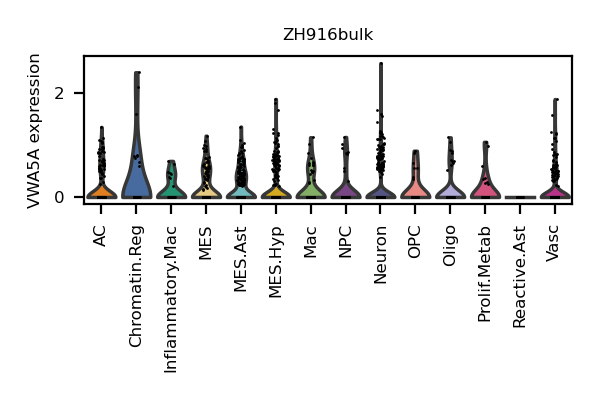 ZH916bulk
VWA5A expression
2
0
AC
Chromatin.Reg
Inflammatory.Mac
MES
MES.Ast
MES.Hyp
Mac
NPC
Neuron
OPC
Oligo
Prolif.Metab
Reactive.Ast
Vasc